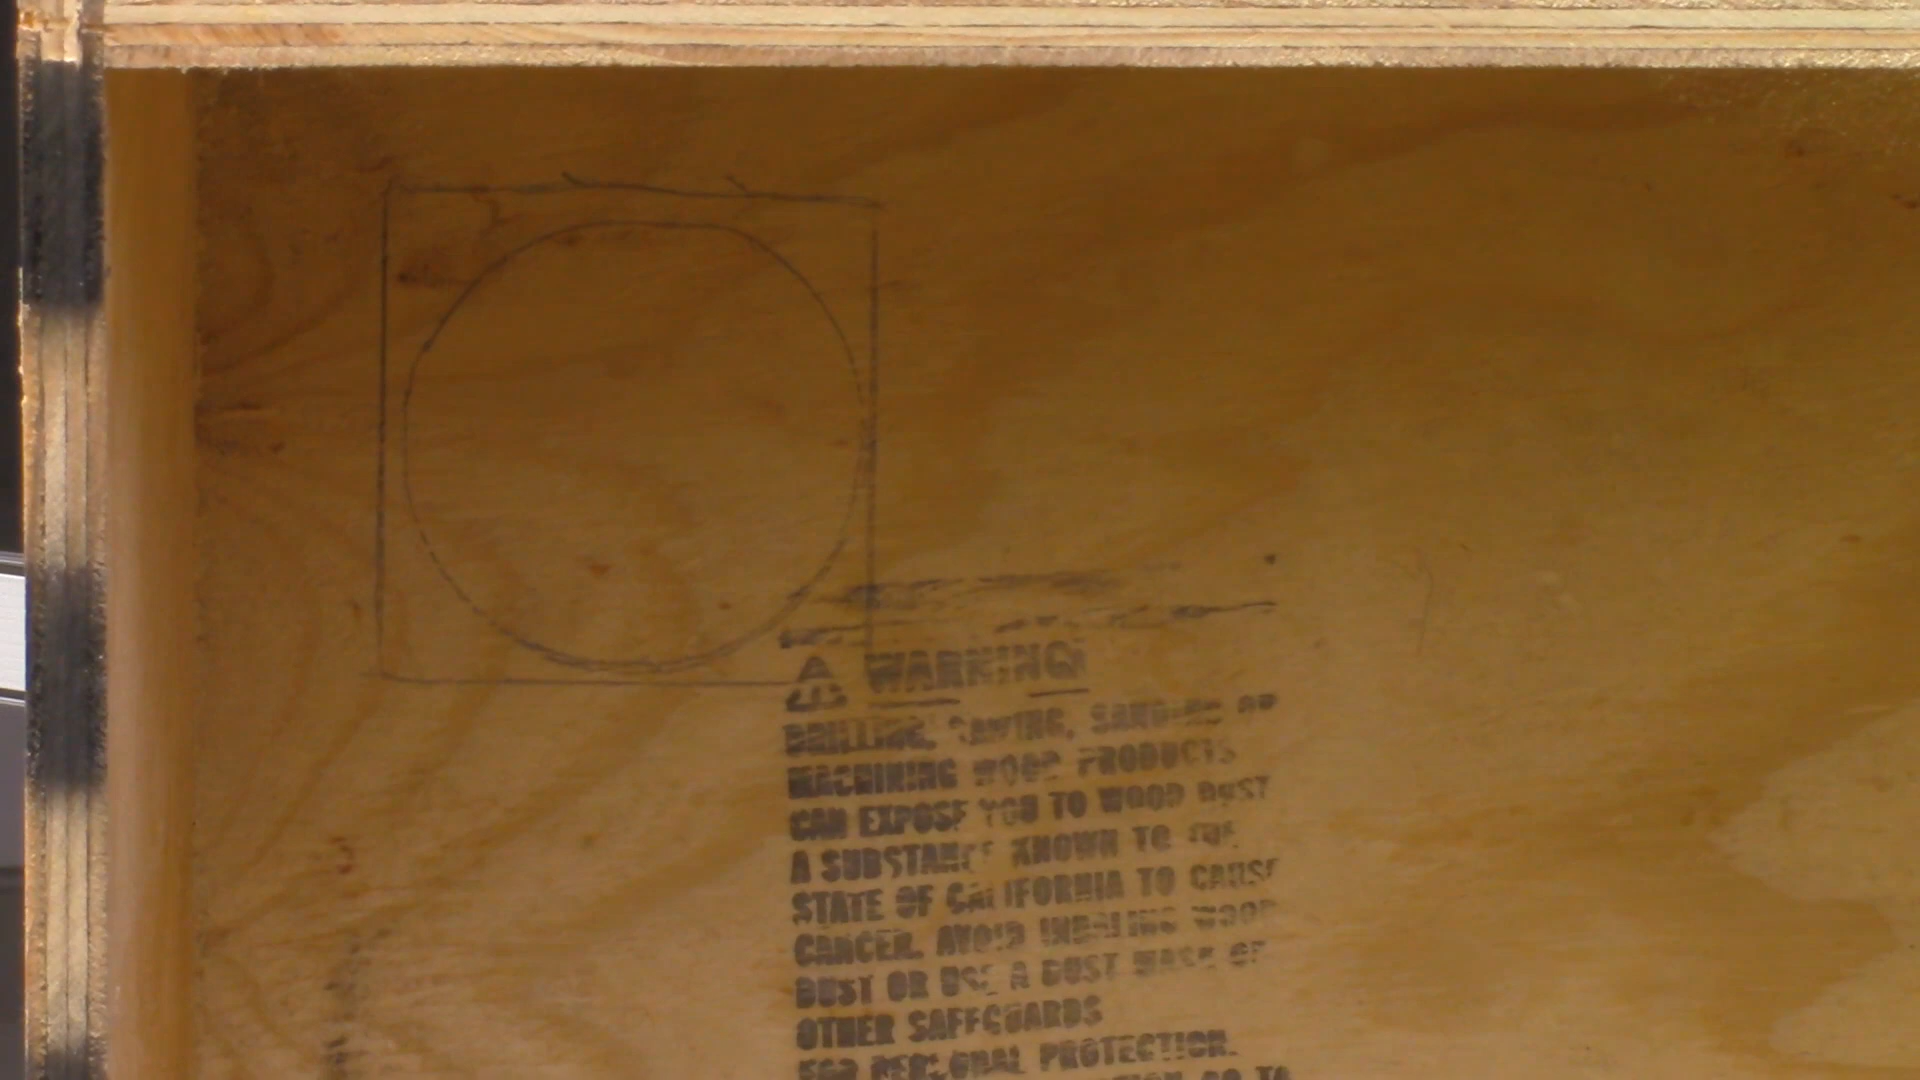 ⚠ WARNING
DRILLING, SAWING, SANDING OR
MACHINING WOOD PRODUCTS
CAN EXPOSE YOU TO WOOD DUST
A SUBSTANCE KNOWN TO THE
STATE OF CALIFORNIA TO CAUSE
CANCER. AVOID INHALING WOOD
DUST OR USE A DUST MASK OR
OTHER SAFEGUARDS
FOR PERSONAL PROTECTION.
TO